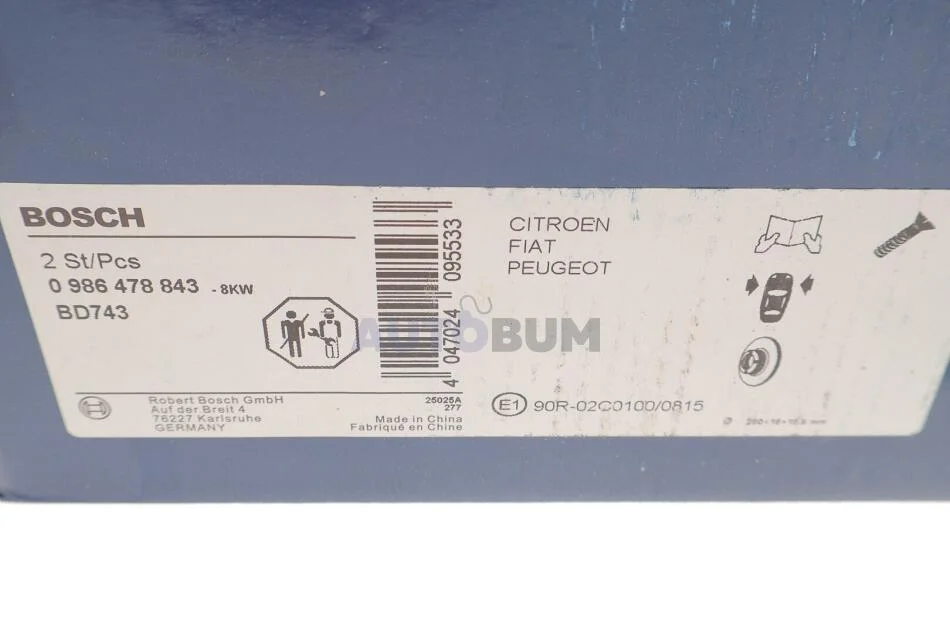 BOSCH
2 St/Pcs
0 986 478 843 - 8KW
BD743
Robert Bosch GmbH
Auf der Breit 4
76227 Karlsruhe
GERMANY
25025A
277
Made in China
Fabriqué en Chine
4 047024 095533
CITROEN
FIAT
PEUGEOT
E1 90R-02C0100/0815
AUTOBUM